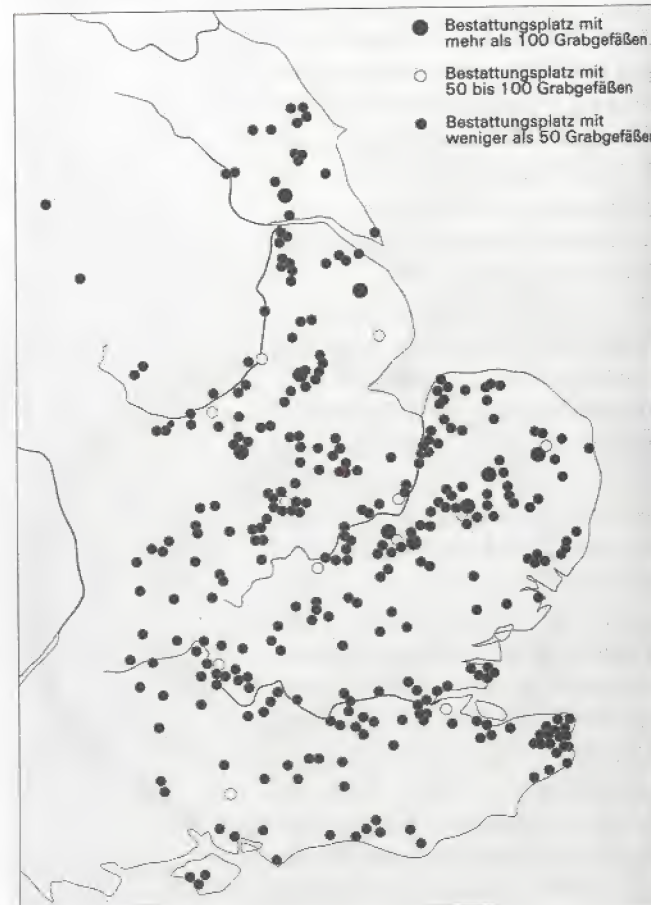 Bestattungsplatz mit
mehr als 100 Grabgefäßen
Bestattungsplatz mit
50 bis 100 Grabgefäßen
Bestattungsplatz mit
weniger als 50 Grabgefäßen